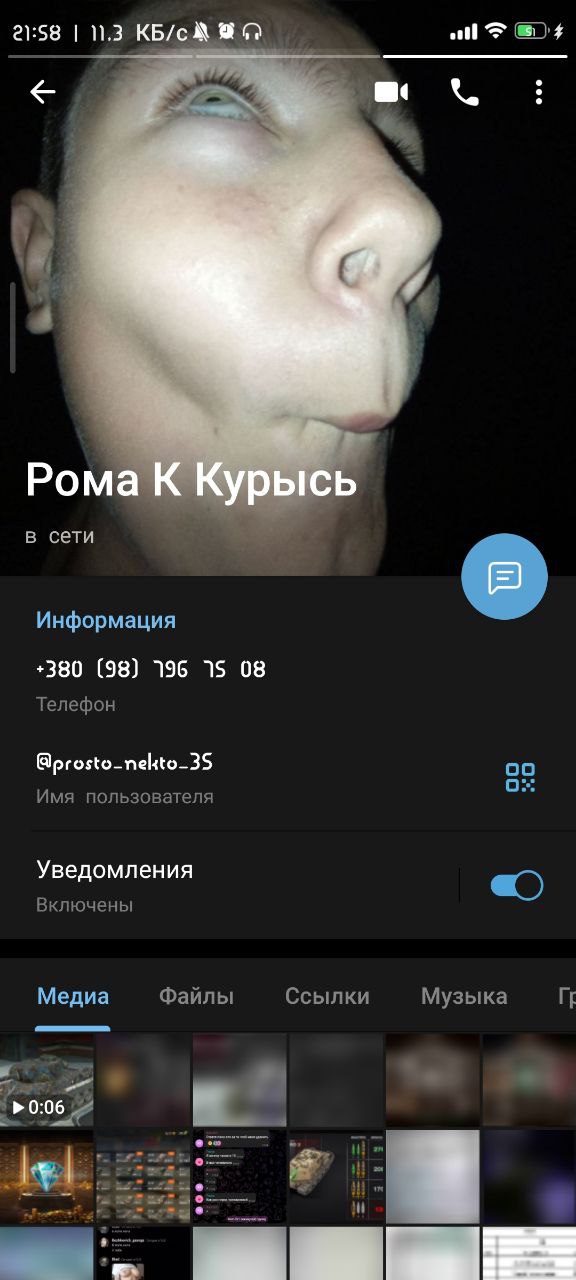 21:58 | 11.3 КБ/с
51
Рома К Курысь
в сети
Информация
+380 (98) 796 75 08
Телефон
@prosto_nekto_35
Имя пользователя
Уведомления
Включены
Медиа Файлы Ссылки Музыка Гр
0:06